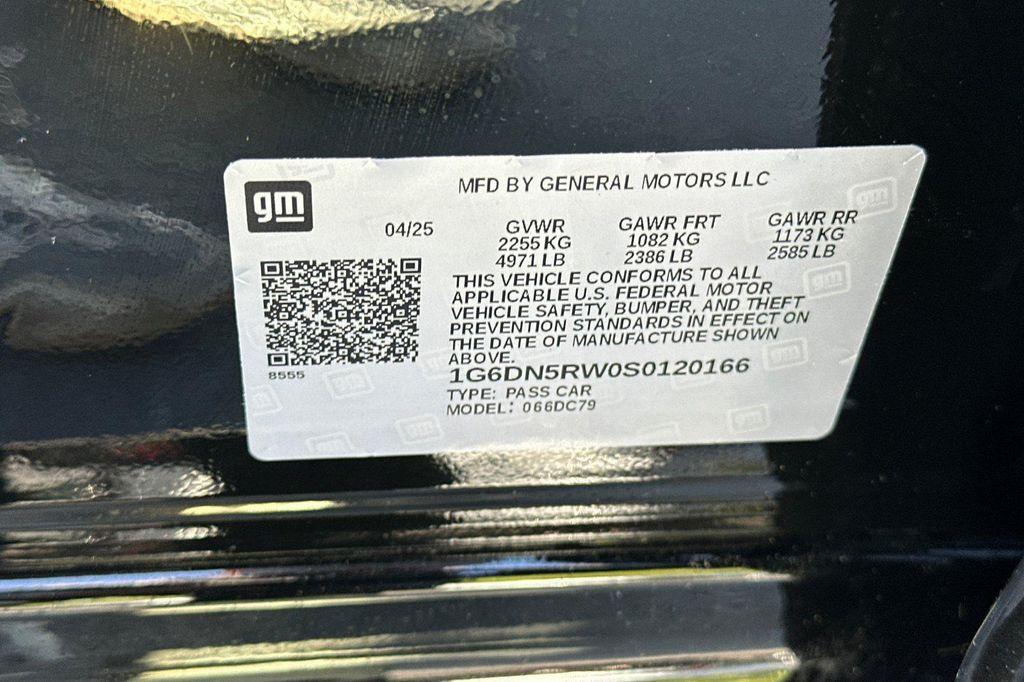 gm
MFD BY GENERAL MOTORS LLC
04/25 GVWR GAWR FRT GAWR RR
2255 KG 1082 KG 1173 KG
4971 LB 2386 LB 2585 LB
THIS VEHICLE CONFORMS TO ALL
APPLICABLE U.S. FEDERAL MOTOR
VEHICLE SAFETY, BUMPER, AND THEFT
PREVENTION STANDARDS IN EFFECT ON
THE DATE OF MANUFACTURE SHOWN
ABOVE.
8555
1G6DN5RW0S0120166
TYPE: PASS CAR
MODEL: 066DC79